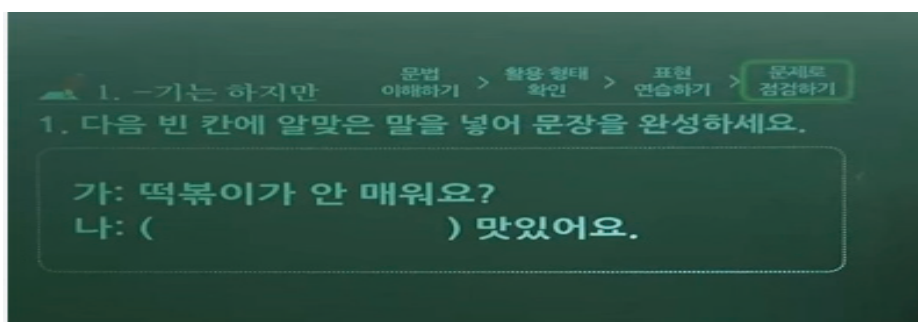 1. -기는 하지만 문법 이해하기 > 활용 형태 확인 > 표현 연습하기 > 문제로 점검하기
1. 다음 빈 칸에 알맞은 말을 넣어 문장을 완성하세요.
가: 떡볶이가 안 매워요?
나: ( ) 맛있어요.